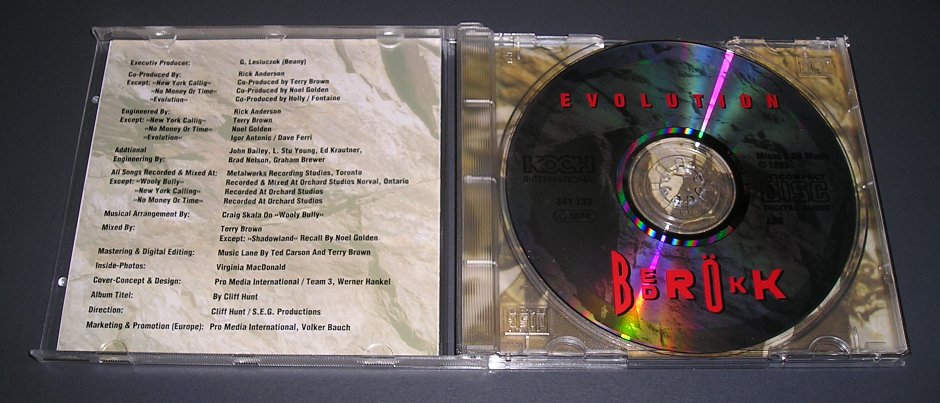 Executiv Producer: G. Lesiuczok (Beany)
Co-Produced By: Rick Anderson
Except: »New York Callig« Co-Produced by Terry Brown
»No Money Or Time« Co-Produced by Noel Golden
»Evolution« Co-Produced by Holly / Fontaine
Engineered By: Rick Anderson
Except: »New York Callig« Terry Brown
»No Money Or Time« Noel Golden
»Evolution« Igor Antonic / Dave Ferri
Addtional John Bailey, L. Stu Young, Ed Krautner,
Engineering By: Brad Nelson, Graham Brewer
All Songs Recorded & Mixed At: Metalworks Recording Studios, Toronto
Except: »Wooly Bully« Recorded & Mixed At Orchard Studios Norval, Ontario
»New York Calling« Recorded At Orchard Studios
»No Money Or Time« Recorded At Orchard Studios
Musical Arrangement By: Craig Skala On »Wooly Bully«
Mixed By: Terry Brown
Except: »Shadowland« Recall By Noel Golden
Mastering & Digital Editing: Music Lane By Ted Carson And Terry Brown
Inside-Photos: Virginia MacDonald
Cover-Concept & Design: Pro Media International / Team 3, Werner Hankel
Album Titel: By Cliff Hunt
Direction: Cliff Hunt / S.E.G. Productions
Marketing & Promotion (Europe): Pro Media International, Volker Bauch
EVOLUTION
KOCH
INTERNATIONAL
COMPACT
DISC
DIGITAL AUDIO
BEDRÖKK